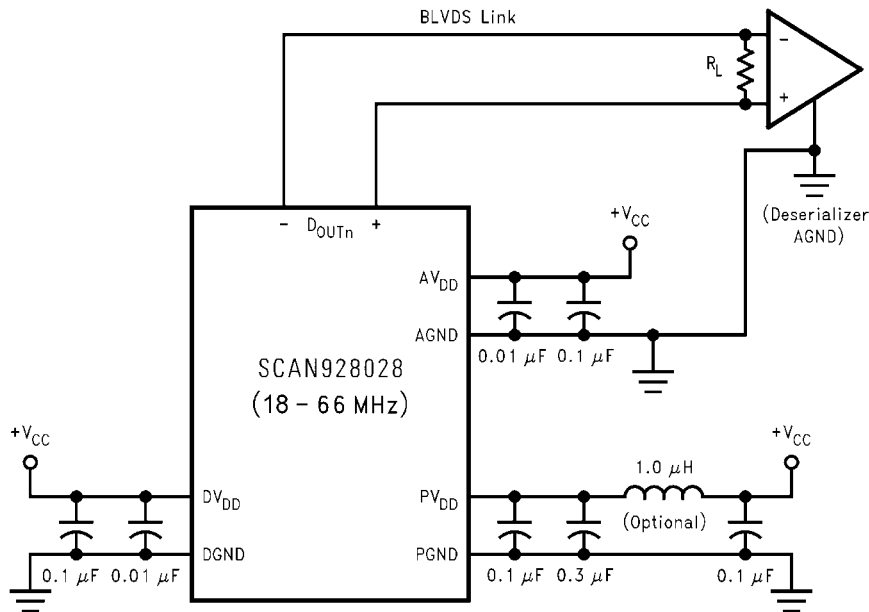 BLVDS Link
−
R_L
+
(Deserializer
AGND)
− D_OUTn +
+V_CC
AV_DD
AGND
0.01 μF 0.1 μF
SCAN928028
(18 – 66 MHz)
+V_CC
+V_CC
1.0 μH
DV_DD
PV_DD
(Optional)
DGND
PGND
0.1 μF 0.01 μF
0.1 μF 0.3 μF
0.1 μF